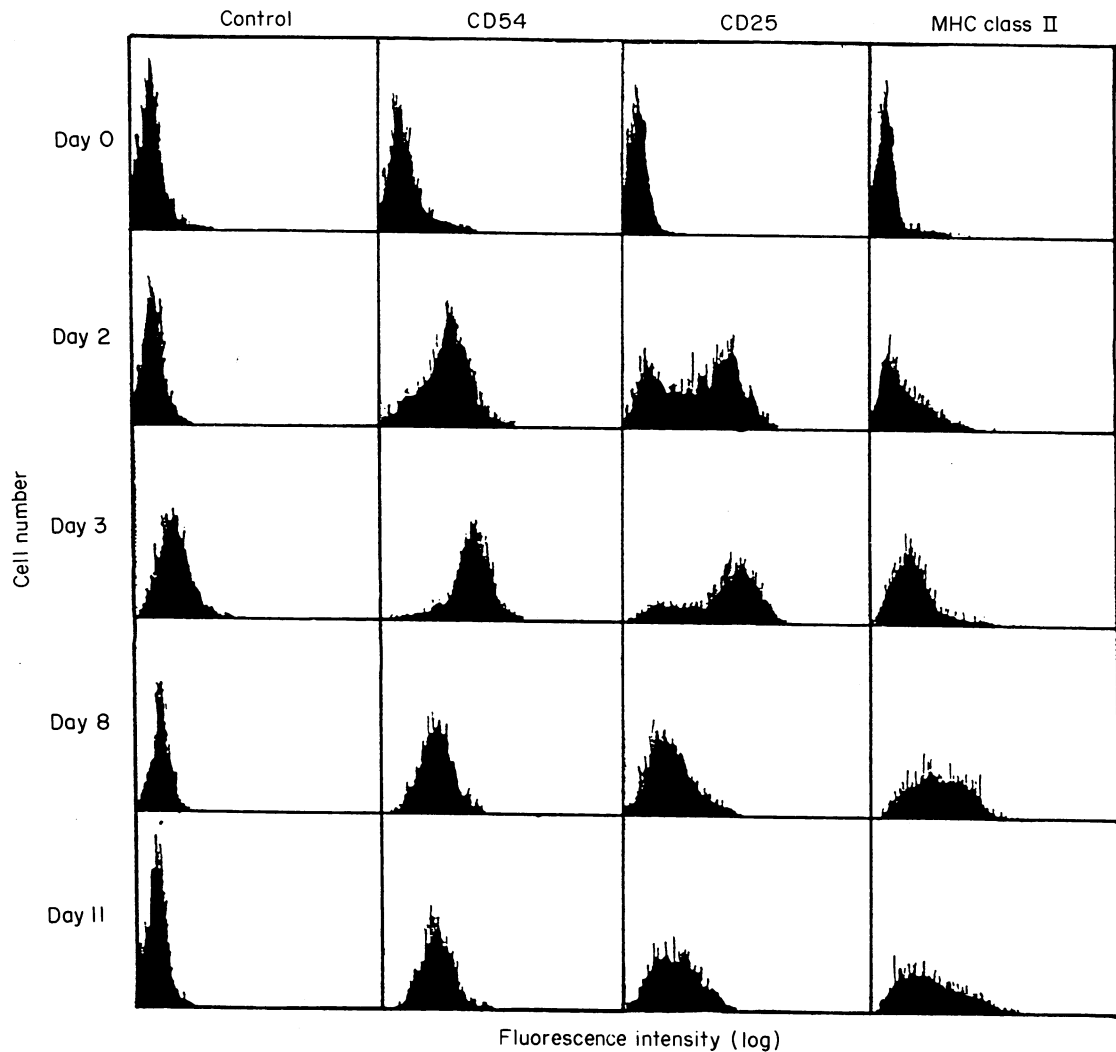 Control
CD54
CD25
MHC class II
Day 0
Day 2
Day 3
Day 8
Day 11
Cell number
Fluorescence intensity (log)